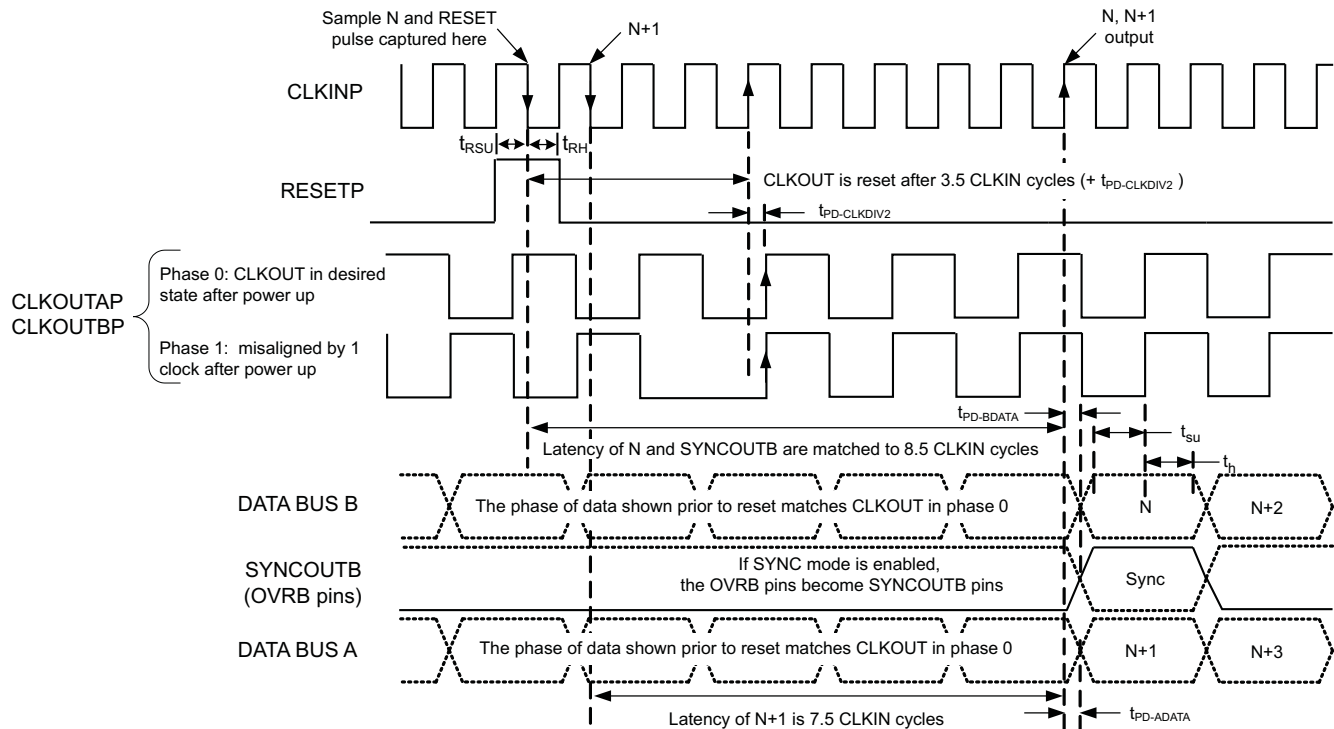 Sample N and RESET
pulse captured here
N+1
N, N+1
output
CLKINP
tRSU
tRH
RESETP
CLKOUT is reset after 3.5 CLKIN cycles (+ tPD-CLKDIV2 )
tPD-CLKDIV2
CLKOUTAP
CLKOUTBP
Phase 0: CLKOUT in desired
state after power up
Phase 1:  misaligned by 1
clock after power up
tPD-BDATA
tsu
Latency of N and SYNCOUTB are matched to 8.5 CLKIN cycles
th
DATA BUS B
The phase of data shown prior to reset matches CLKOUT in phase 0
N
N+2
SYNCOUTB
(OVRB pins)
If SYNC mode is enabled,
the OVRB pins become SYNCOUTB pins
Sync
DATA BUS A
The phase of data shown prior to reset matches CLKOUT in phase 0
N+1
N+3
Latency of N+1 is 7.5 CLKIN cycles
tPD-ADATA